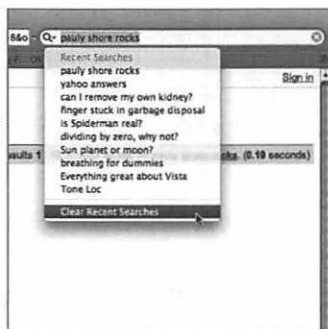 8&o
pauly shore rocks
Recent Searches
pauly shore rocks
yahoo answers
can I remove my own kidney?
finger stuck in garbage disposal
is Spiderman real?
dividing by zero, why not?
Sun planet or moon?
breathing for dummies
Everything great about Vista
Tone Loc
Clear Recent Searches
Sign in
sults 1
cks. (0.19 seconds)